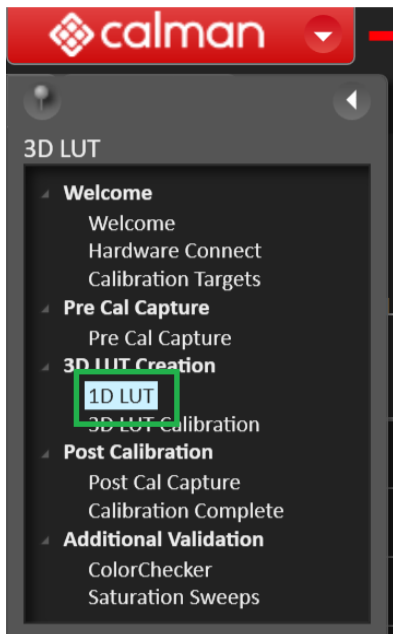 calman
3D LUT
Welcome
Welcome
Hardware Connect
Calibration Targets
Pre Cal Capture
Pre Cal Capture
3D LUT Creation
1D LUT
3D LUT Calibration
Post Calibration
Post Cal Capture
Calibration Complete
Additional Validation
ColorChecker
Saturation Sweeps